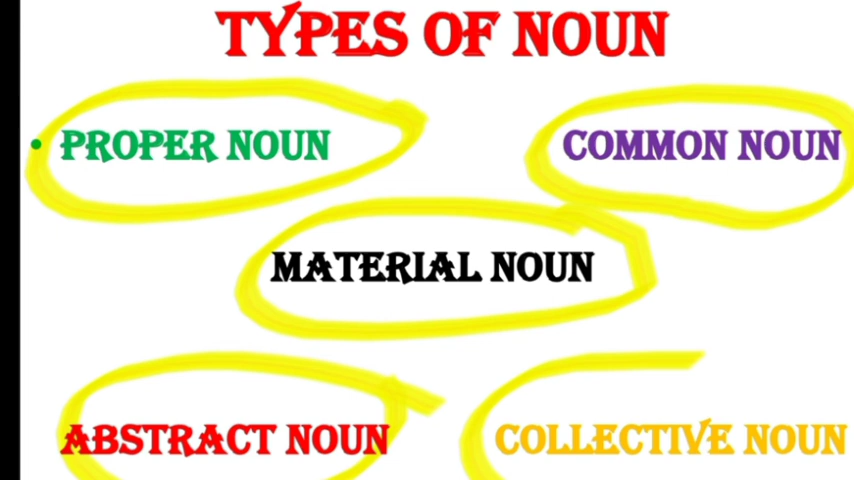 TYPES OF NOUN
• PROPER NOUN
COMMON NOUN
MATERIAL NOUN
ABSTRACT NOUN
COLLECTIVE NOUN